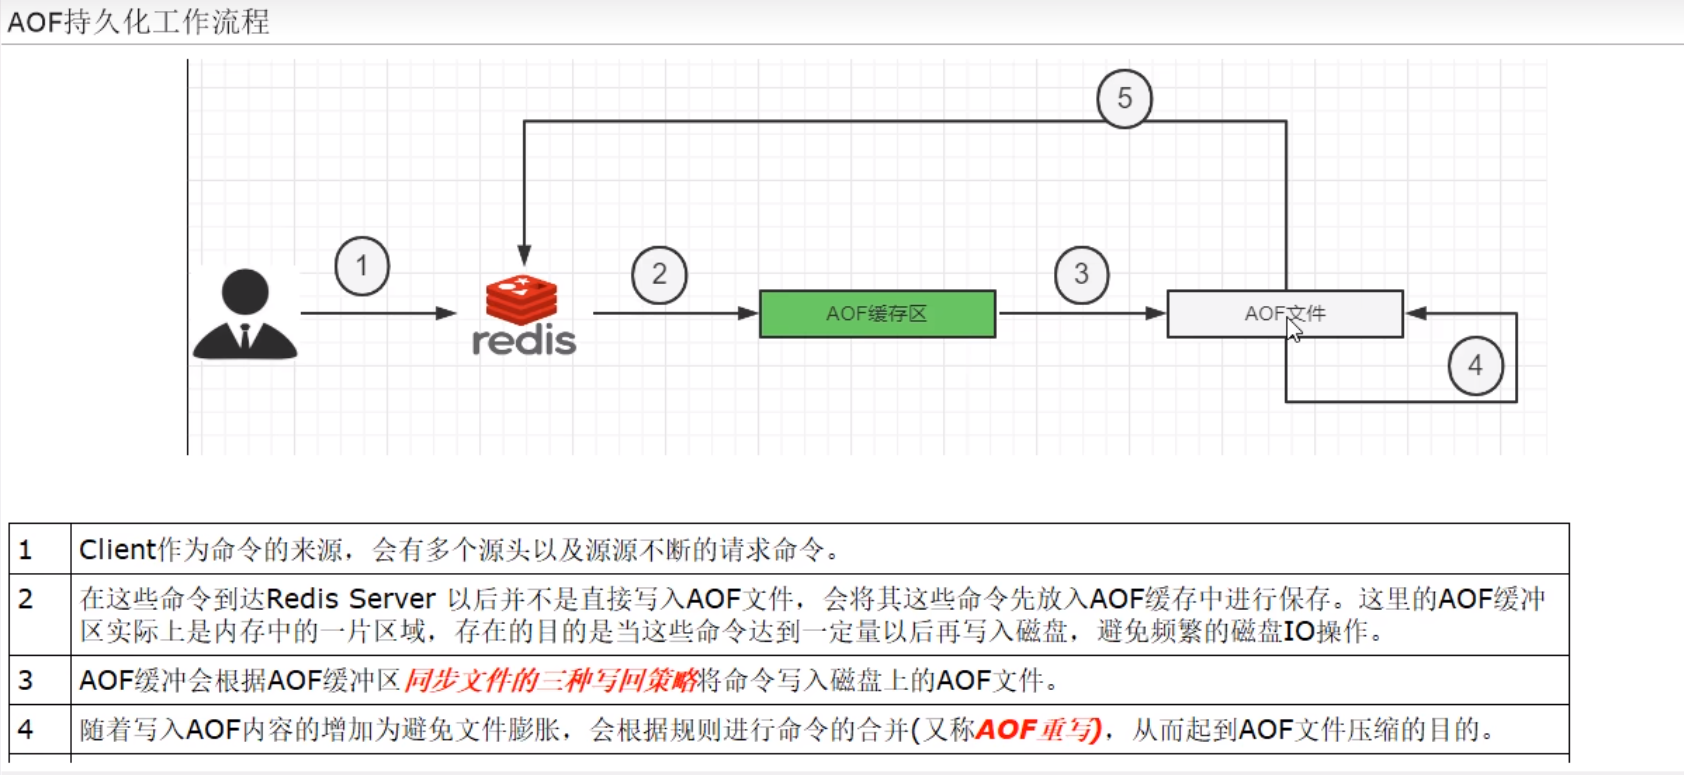 AOF持久化工作流程
5
1
2
3
AOF缓存区
AOF文件
redis
4
1 Client作为命令的来源，会有多个源头以及源源不断的请求命令。
2 在这些命令到达Redis Server 以后并不是直接写入AOF文件，会将其这些命令先放入AOF缓存中进行保存。这里的AOF缓冲
区实际上是内存中的一片区域，存在的目的是当这些命令达到一定量以后再写入磁盘，避免频繁的磁盘IO操作。
3 AOF缓冲会根据AOF缓冲区同步文件的三种写回策略将命令写入磁盘上的AOF文件。
4 随着写入AOF内容的增加为避免文件膨胀，会根据规则进行命令的合并(又称AOF重写)，从而起到AOF文件压缩的目的。